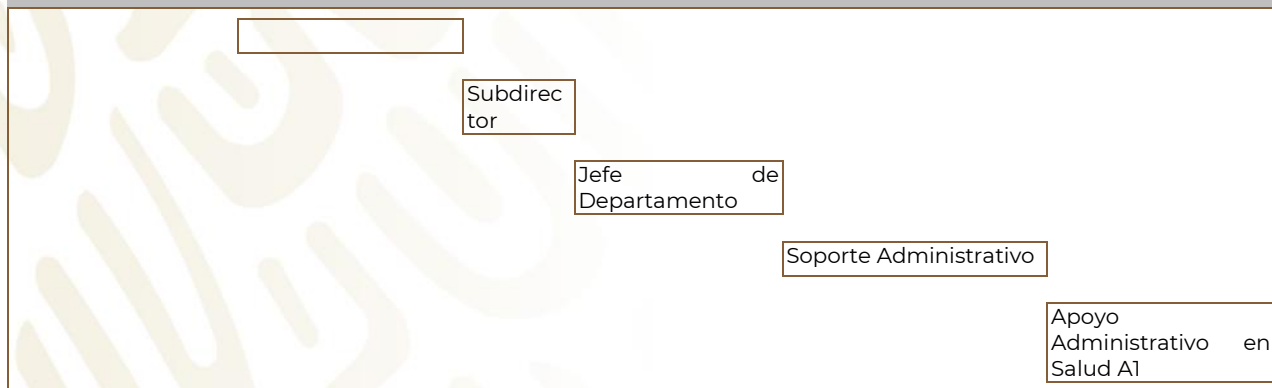 Subdirec
tor
Jefe de
Departamento
Soporte Administrativo
Apoyo
Administrativo en
Salud A1